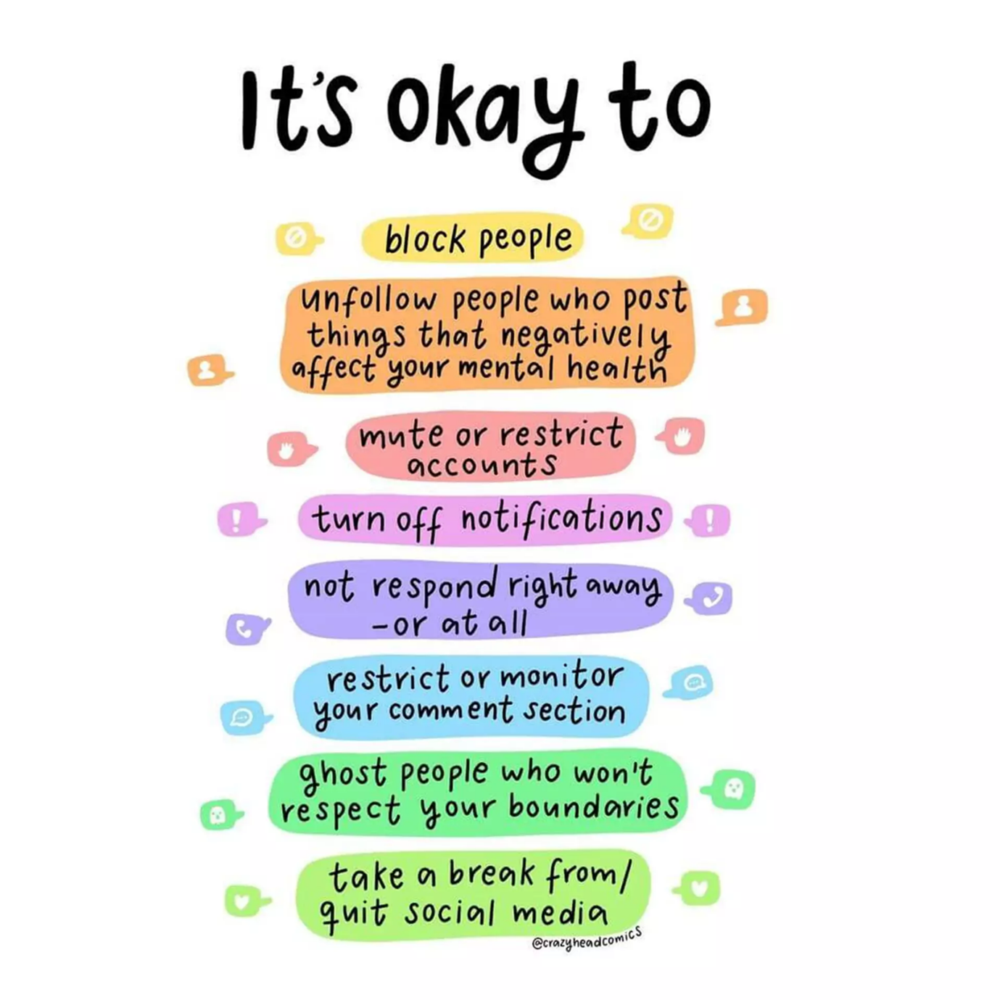 It's okay to
block people
unfollow people who post
things that negatively
affect your mental health
mute or restrict
accounts
turn off notifications
not respond right away
-or at all
restrict or monitor
your comment section
ghost people who won't
respect your boundaries
take a break from/
quit social media
@crazyheadcomics